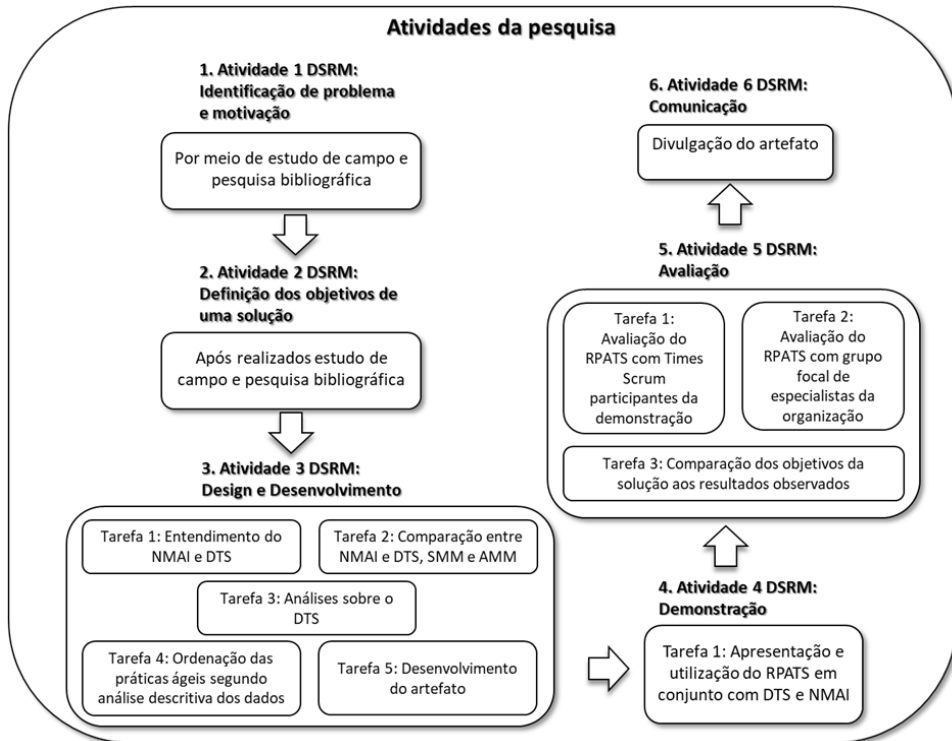 Atividades da pesquisa
1. Atividade 1 DSRM:
Identificação de problema
e motivação
Por meio de estudo de campo e
pesquisa bibliográfica
2. Atividade 2 DSRM:
Definição dos objetivos de
uma solução
Após realizados estudo de
campo e pesquisa bibliográfica
3. Atividade 3 DSRM:
Design e Desenvolvimento
Tarefa 1: Entendimento do
NMAI e DTS
Tarefa 2: Comparação entre
NMAI e DTS, SMM e AMM
Tarefa 3: Análises sobre o
DTS
Tarefa 4: Ordenação das
práticas ágeis segundo
análise descritiva dos dados
Tarefa 5: Desenvolvimento
do artefato
4. Atividade 4 DSRM:
Demonstração
Tarefa 1: Apresentação e
utilização do RPATS em
conjunto com DTS e NMAI
5. Atividade 5 DSRM:
Avaliação
Tarefa 1:
Avaliação do
RPATS com Times
Scrum
participantes da
demonstração
Tarefa 2:
Avaliação do
RPATS com grupo
focal de
especialistas da
organização
Tarefa 3: Comparação dos objetivos da
solução aos resultados observados
6. Atividade 6 DSRM:
Comunicação
Divulgação do artefato